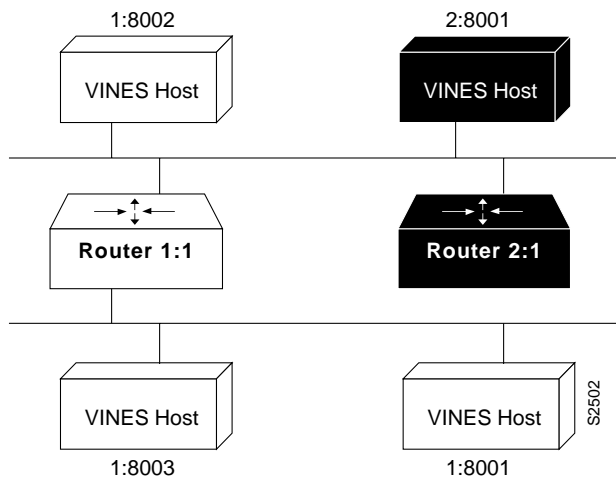 1:8002
2:8001
VINES Host
VINES Host
Router 1:1
Router 2:1
VINES Host
VINES Host
S2502
1:8003
1:8001